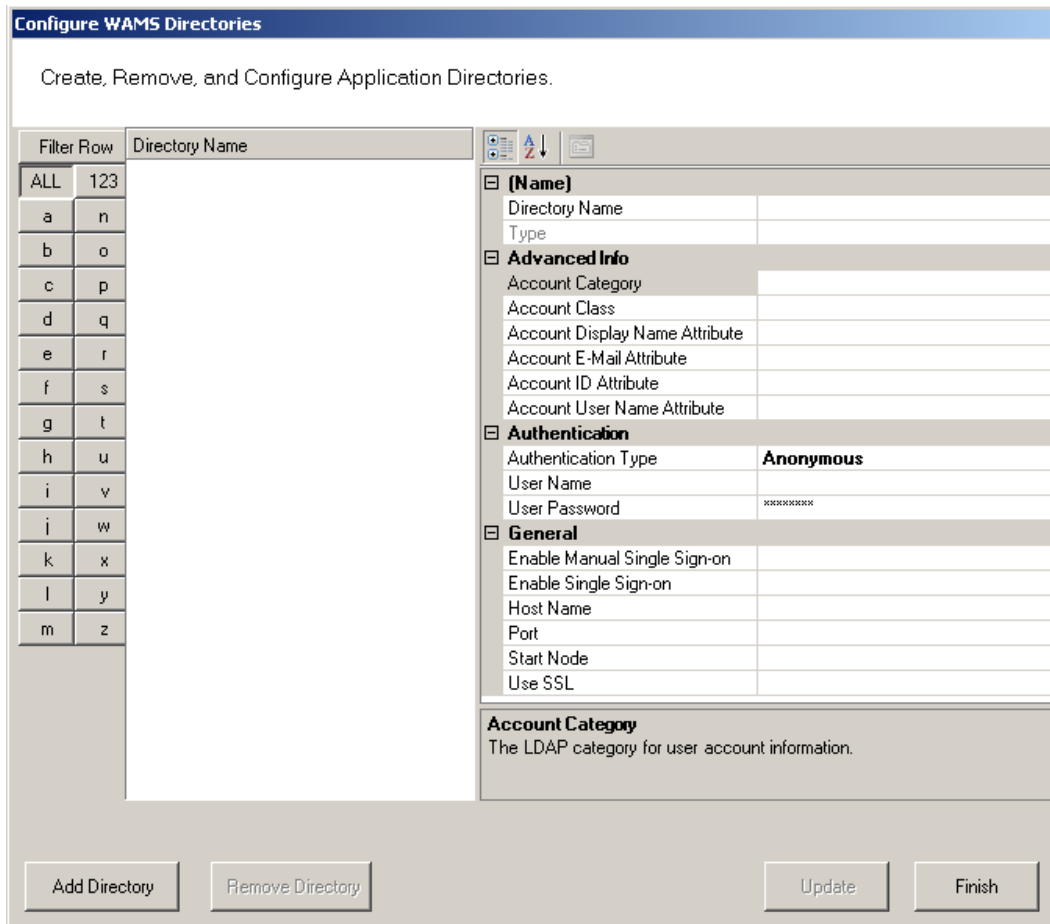 Configure WAMS Directories
Create, Remove, and Configure Application Directories.
Filter Row
ALL 123
a n
b o
c p
d q
e r
f s
g t
h u
i v
j w
k x
l y
m z
Directory Name
(Name)
Directory Name
Type
Advanced Info
Account Category
Account Class
Account Display Name Attribute
Account E-Mail Attribute
Account ID Attribute
Account User Name Attribute
Authentication
Authentication Type Anonymous
User Name
User Password ********
General
Enable Manual Single Sign-on
Enable Single Sign-on
Host Name
Port
Start Node
Use SSL
Account Category
The LDAP category for user account information.
Add Directory Remove Directory Update Finish